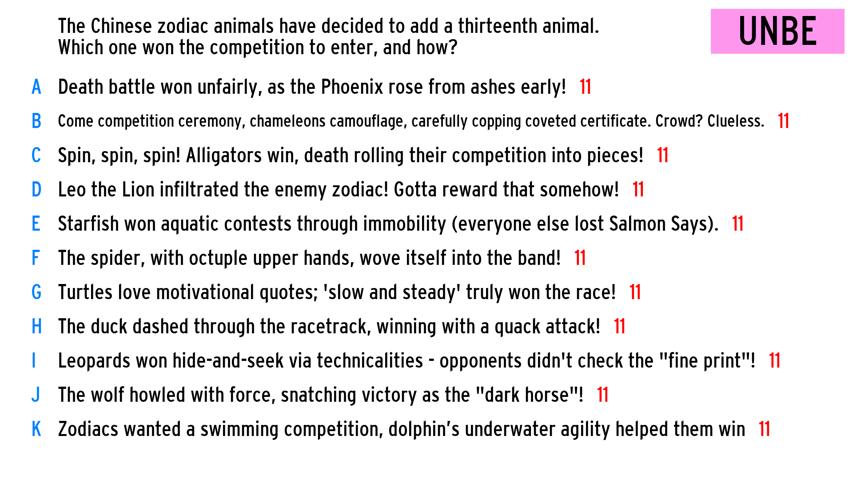 The Chinese zodiac animals have decided to add a thirteenth animal.
Which one won the competition to enter, and how?
UNBE
A Death battle won unfairly, as the Phoenix rose from ashes early! 11
B Come competition ceremony, chameleons camouflage, carefully copping coveted certificate. Crowd? Clueless. 11
C Spin, spin, spin! Alligators win, death rolling their competition into pieces! 11
D Leo the Lion infiltrated the enemy zodiac! Gotta reward that somehow! 11
E Starfish won aquatic contests through immobility (everyone else lost Salmon Says). 11
F The spider, with octuple upper hands, wove itself into the band! 11
G Turtles love motivational quotes; 'slow and steady' truly won the race! 11
H The duck dashed through the racetrack, winning with a quack attack! 11
I Leopards won hide-and-seek via technicalities - opponents didn't check the "fine print"! 11
J The wolf howled with force, snatching victory as the "dark horse"! 11
K Zodiacs wanted a swimming competition, dolphin’s underwater agility helped them win 11